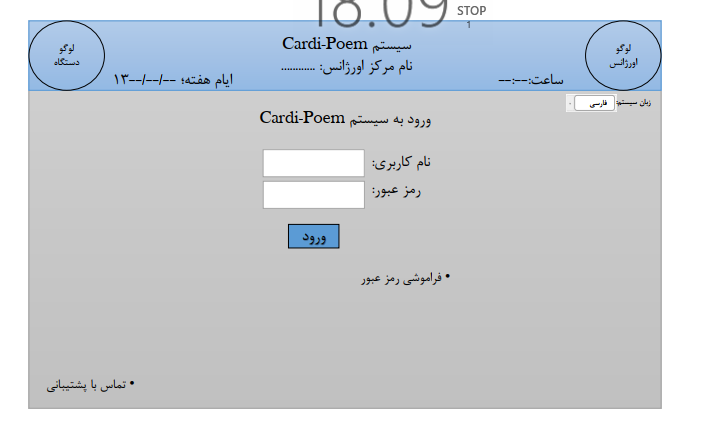 18:09
STOP
1
لوگو
اورژانس
سیستم Cardi-Poem
نام مرکز اورژانس: ............
لوگو
دستگاه
ساعت:--:--
ایام هفته؛ --/--/--۱۳
زبان سیستم:
فارسی
ورود به سیستم Cardi-Poem
نام کاربری:
رمز عبور:
ورود
• فراموشی رمز عبور
• تماس با پشتیبانی